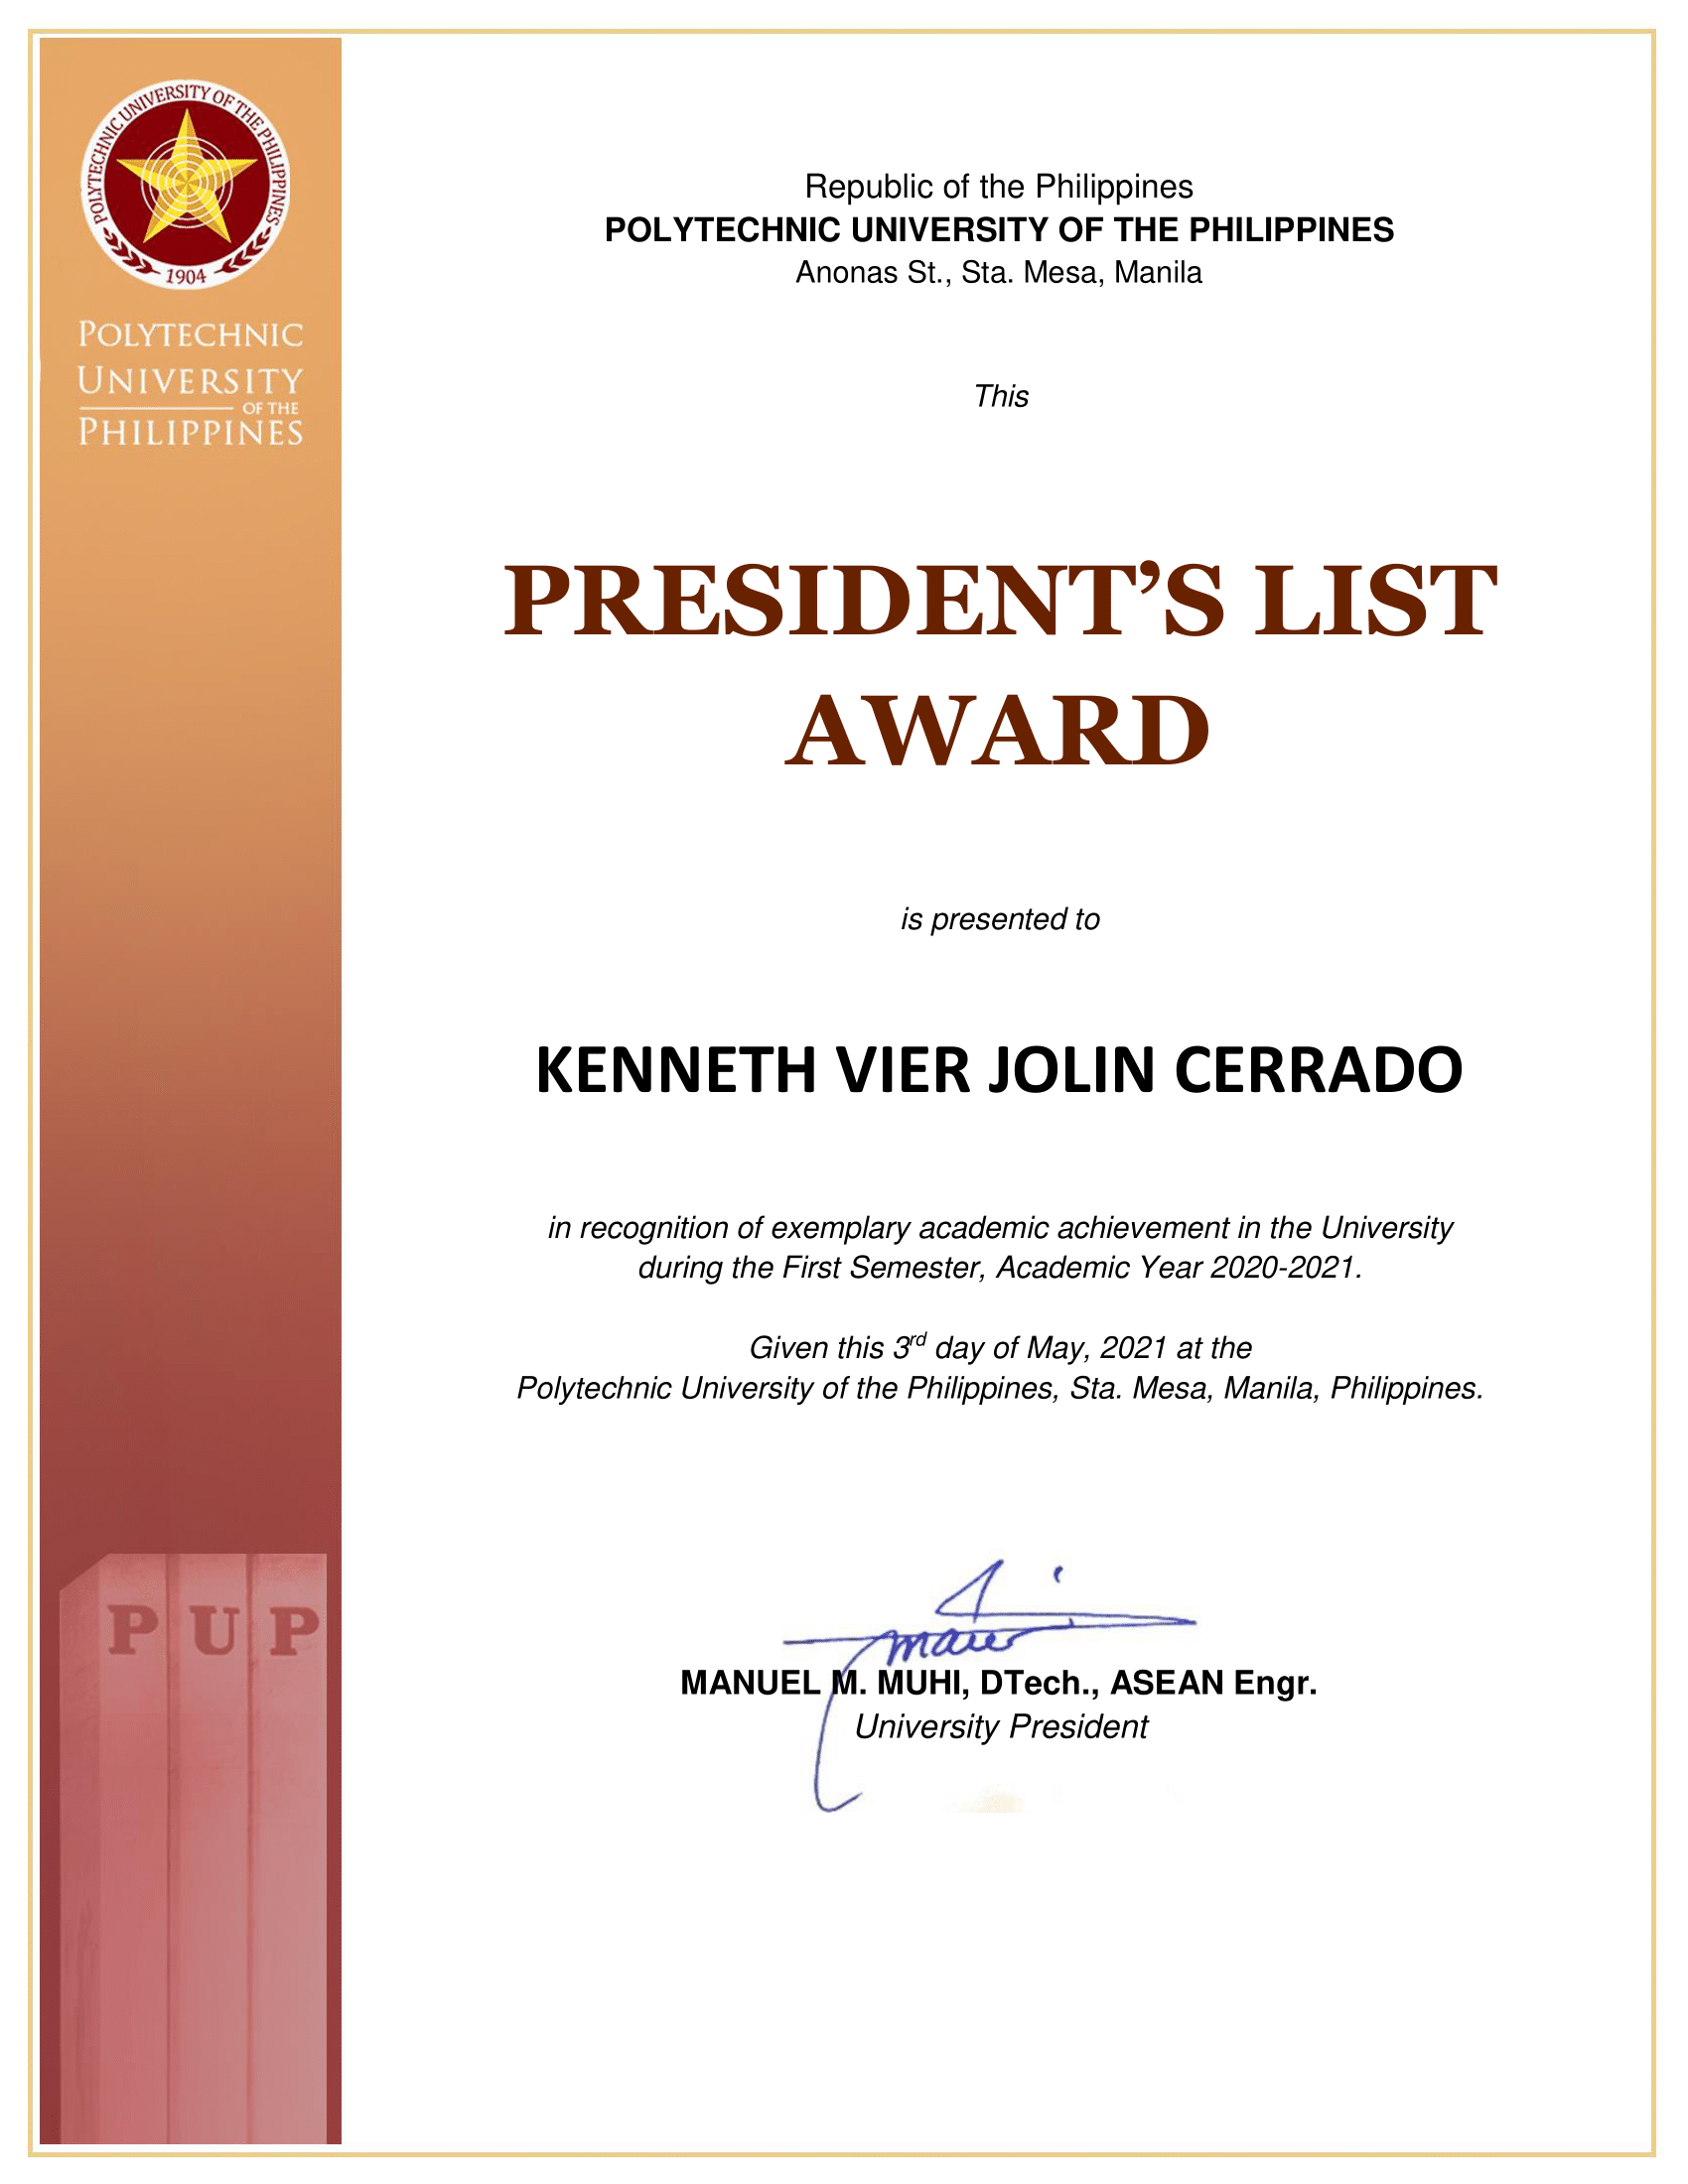 POLYTECHNIC UNIVERSITY OF THE PHILIPPINES
1904
POLYTECHNIC
UNIVERSITY
OF THE
PHILIPPINES
Republic of the Philippines
POLYTECHNIC UNIVERSITY OF THE PHILIPPINES
Anonas St., Sta. Mesa, Manila
This
PRESIDENT’S LIST
AWARD
is presented to
KENNETH VIER JOLIN CERRADO
in recognition of exemplary academic achievement in the University
during the First Semester, Academic Year 2020-2021.
Given this 3rd day of May, 2021 at the
Polytechnic University of the Philippines, Sta. Mesa, Manila, Philippines.
MANUEL M. MUHI, DTech., ASEAN Engr.
University President
PUP